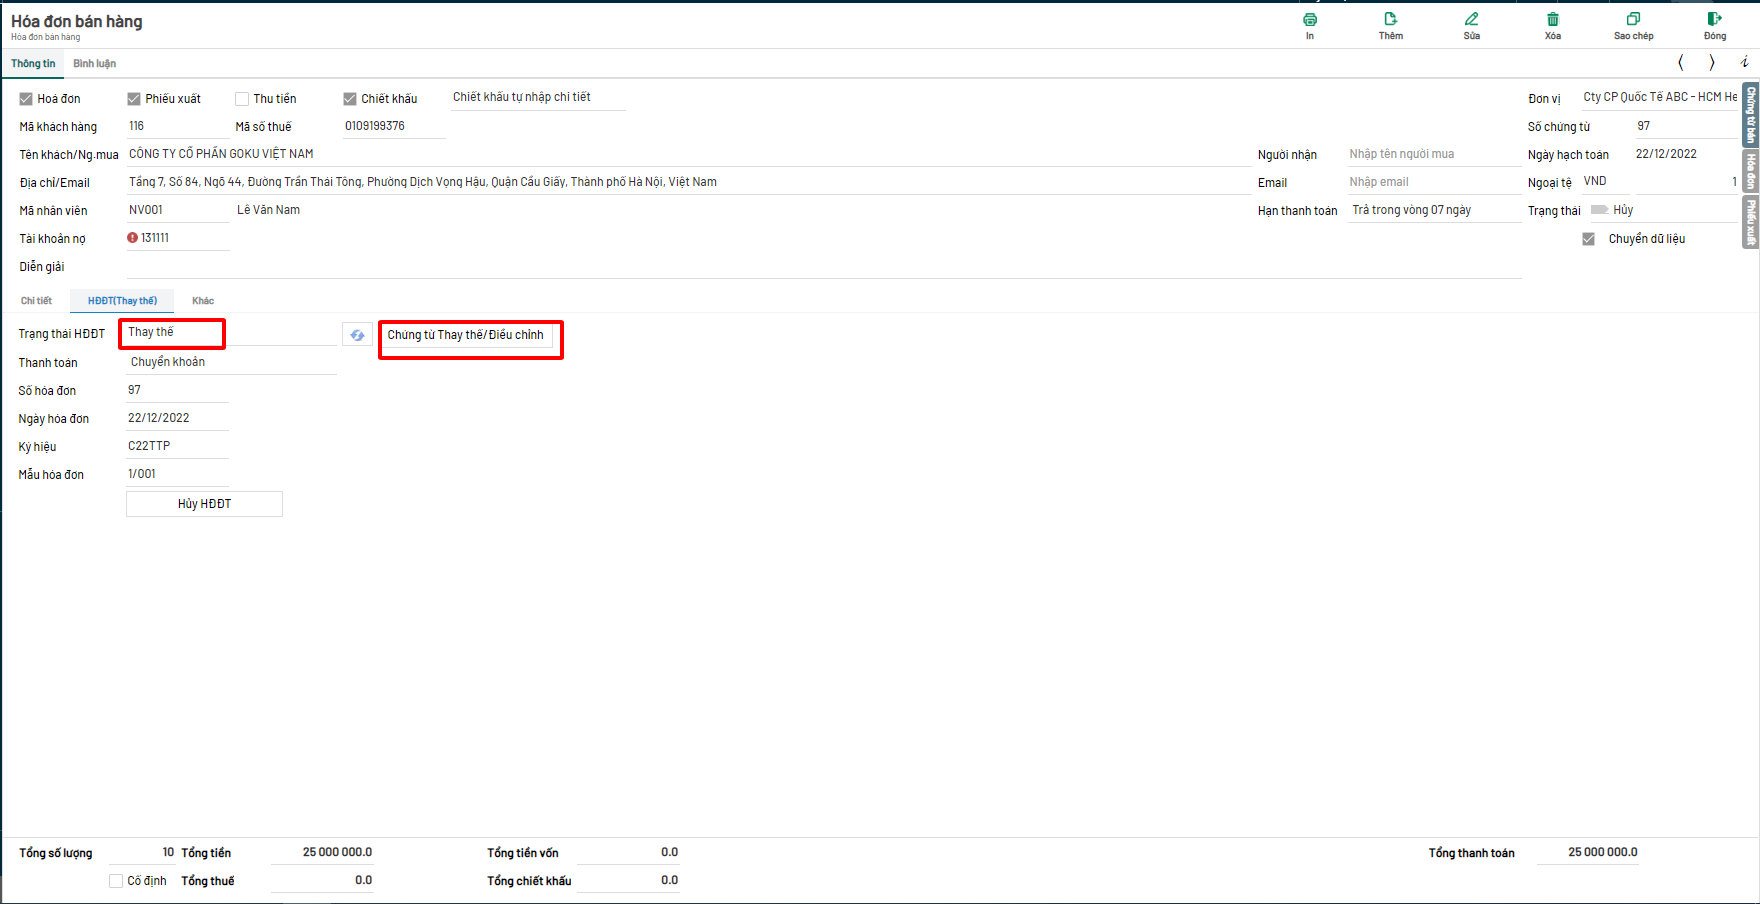 Hóa đơn bán hàng
Hóa đơn bán hàng
In Thêm Sửa Xóa Sao chép Đóng
Thông tin Bình luận
Hoá đơn Phiếu xuất Thu tiền Chiết khấu Chiết khấu tự nhập chi tiết Đơn vị Cty CP Quốc Tế ABC - HCM He
Mã khách hàng 116 Mã số thuế 0109199376 Số chứng từ 97
Tên khách/Ng.mua CÔNG TY CỔ PHẦN GOKU VIỆT NAM Người nhận Nhập tên người mua Ngày hạch toán 22/12/2022
Địa chỉ/Email Tầng 7, Số 84, Ngõ 44, Đường Trần Thái Tông, Phường Dịch Vọng Hậu, Quận Cầu Giấy, Thành phố Hà Nội, Việt Nam Email Nhập email Ngoại tệ VND 1
Mã nhân viên NV001 Lê Văn Nam Hạn thanh toán Trả trong vòng 07 ngày Trạng thái Hủy
Tài khoản nợ 131111 Chuyển dữ liệu
Diễn giải
Chứng từ bán
Hóa đơn
Phiếu xuất
Chi tiết HĐĐT(Thay thế) Khác
Trạng thái HĐĐT Thay thế Chứng từ Thay thế/Điều chỉnh
Thanh toán Chuyển khoản
Số hóa đơn 97
Ngày hóa đơn 22/12/2022
Ký hiệu C22TTP
Mẫu hóa đơn 1/001
Hủy HĐĐT
Tổng số lượng 10 Tổng tiền 25 000 000.0 Tổng tiền vốn 0.0 Tổng thanh toán 25 000 000.0
Cố định Tổng thuế 0.0 Tổng chiết khấu 0.0